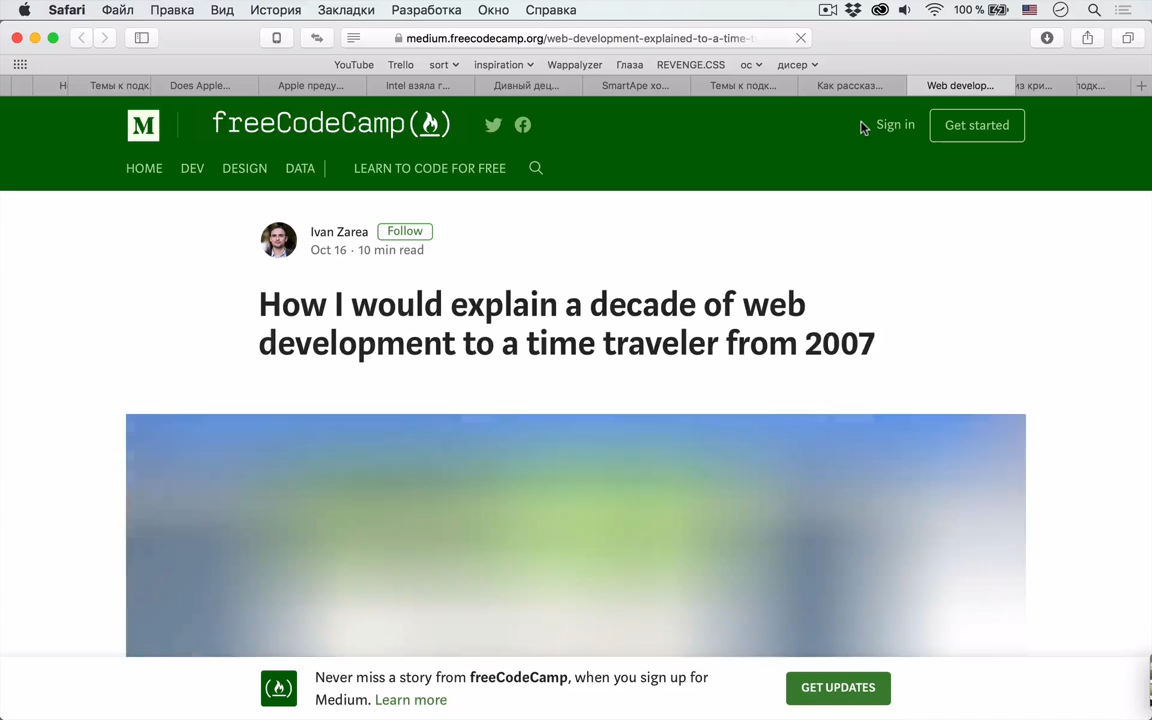 Safari Файл Правка Вид История Закладки Разработка Окно Справка 100 %
medium.freecodecamp.org/web-development-explained-to-a-time-
YouTube Trello sort inspiration Wappalyzer Глаза REVENGE.CSS ос дисер
Темы к подк. Does Apple... Apple преду... Intel взяла г... Дивный дец... SmartApe хо... Темы к подк... Как расказ... Web develop... из кри... подк...
M freeCodeCamp Sign in Get started
HOME DEV DESIGN DATA LEARN TO CODE FOR FREE
Ivan Zarea Follow
Oct 16 · 10 min read
How I would explain a decade of web
development to a time traveler from 2007
Never miss a story from freeCodeCamp, when you sign up for
Medium. Learn more
GET UPDATES